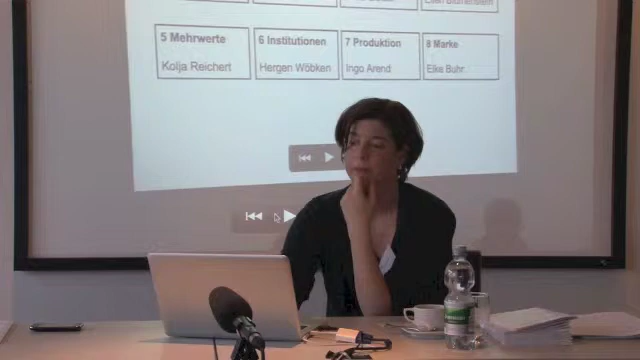 5 Mehrwerte
Kolja Reichert
6 Institutionen
Hergen Wöbken
7 Produktion
Ingo Arend
8 Marke
Elke Buhr